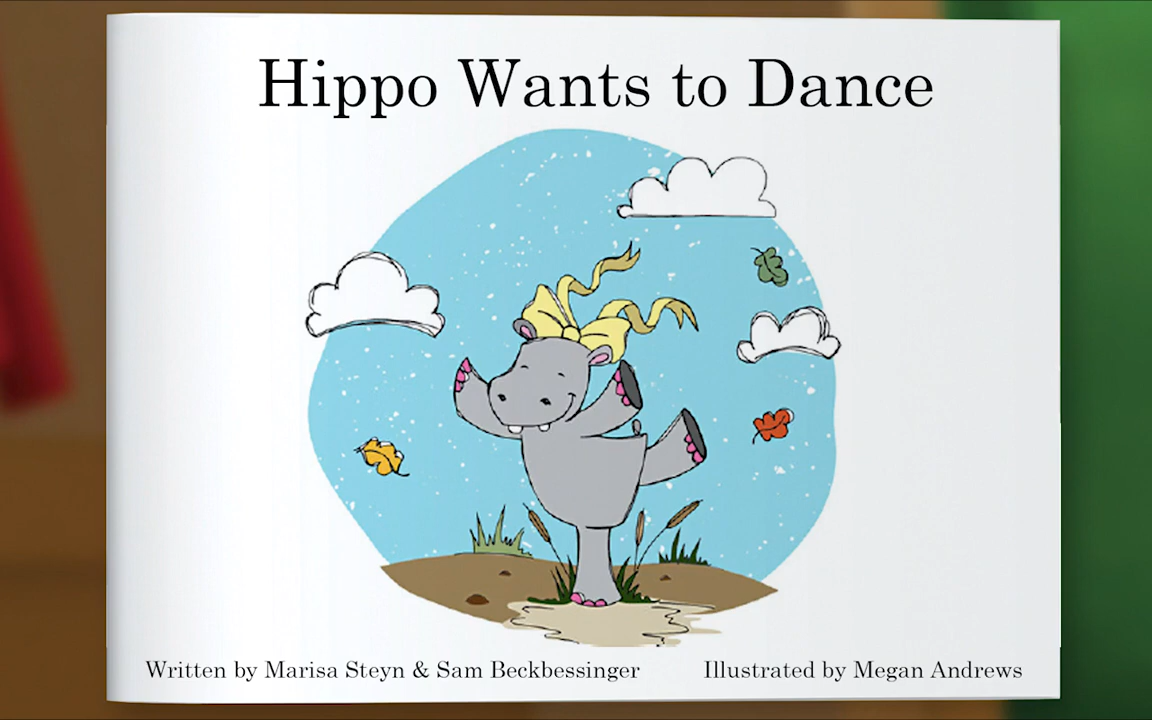 Hippo Wants to Dance
Written by Marisa Steyn & Sam Beckbessinger
Illustrated by Megan Andrews